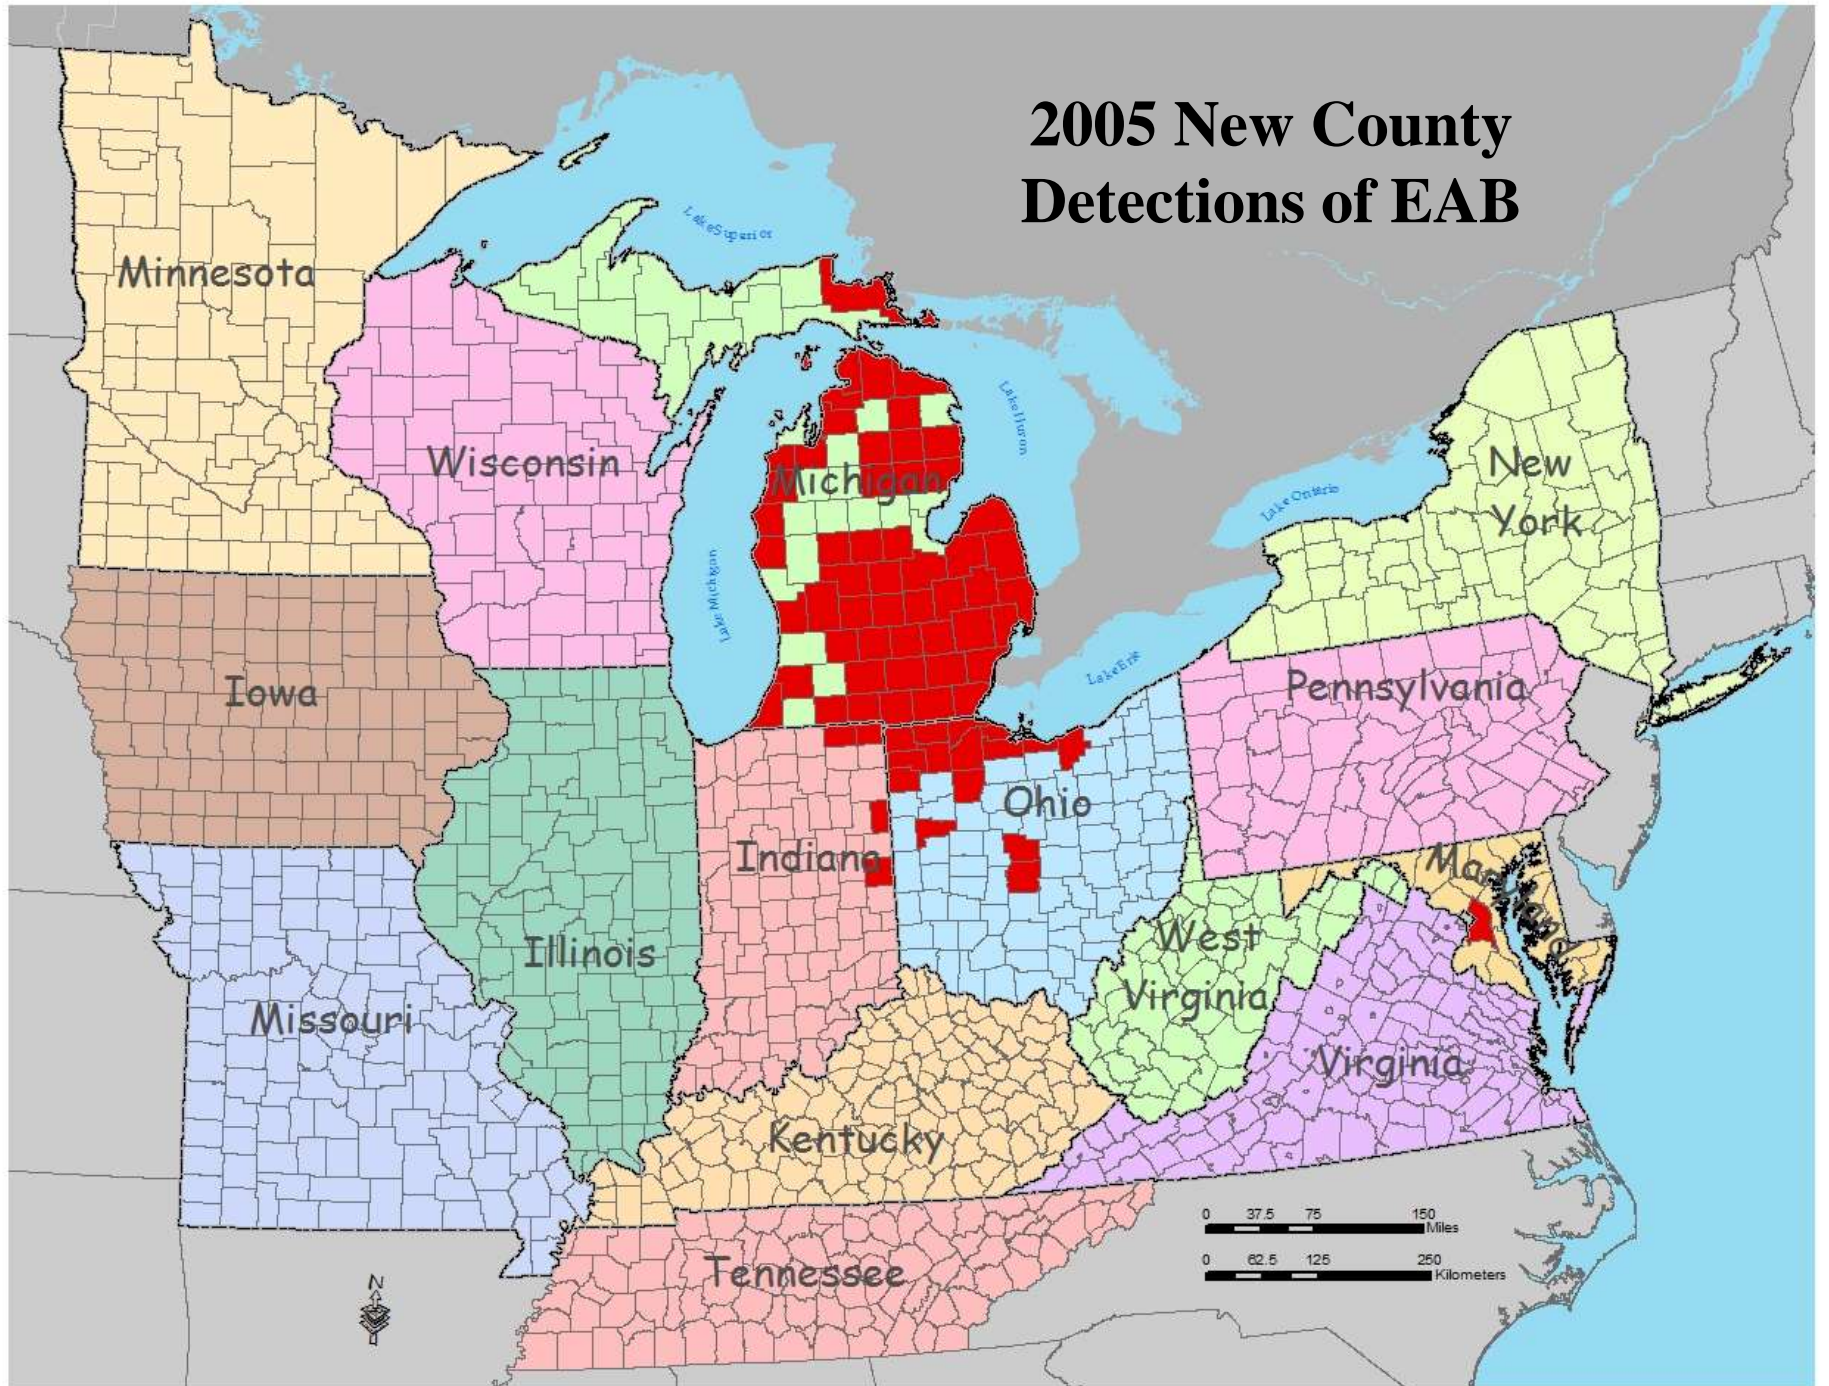 2005 New County
Detections of EAB
Lake Superior
Minnesota
Lake Huron
Wisconsin
Michigan
New
York
Lake Ontario
Lake Michigan
Lake Erie
Iowa
Pennsylvania
Ohio
Indiana
Maryland
Illinois
West
Virginia
Missouri
Virginia
Kentucky
Tennessee
0 37.5 75 150
Miles
0 62.5 125 250
Kilometers
N